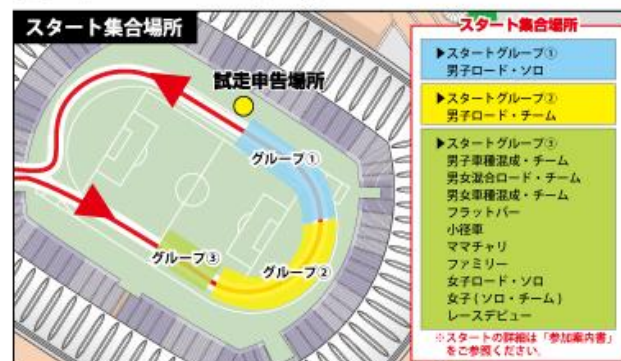 スタート集合場所
試走申告場所
グループ①
グループ②
グループ③
スタート集合場所
▶スタートグループ①
男子ロード・ソロ
▶スタートグループ②
男子ロード・チーム
▶スタートグループ③
男子車種混成・チーム
男女混合ロード・チーム
男女車種混成・チーム
フラットバー
小径車
ママチャリ
ファミリー
女子ロード・ソロ
女子(ソロ・チーム)
レースデビュー
※スタートの詳細は「参加案内書」
をご参照ください